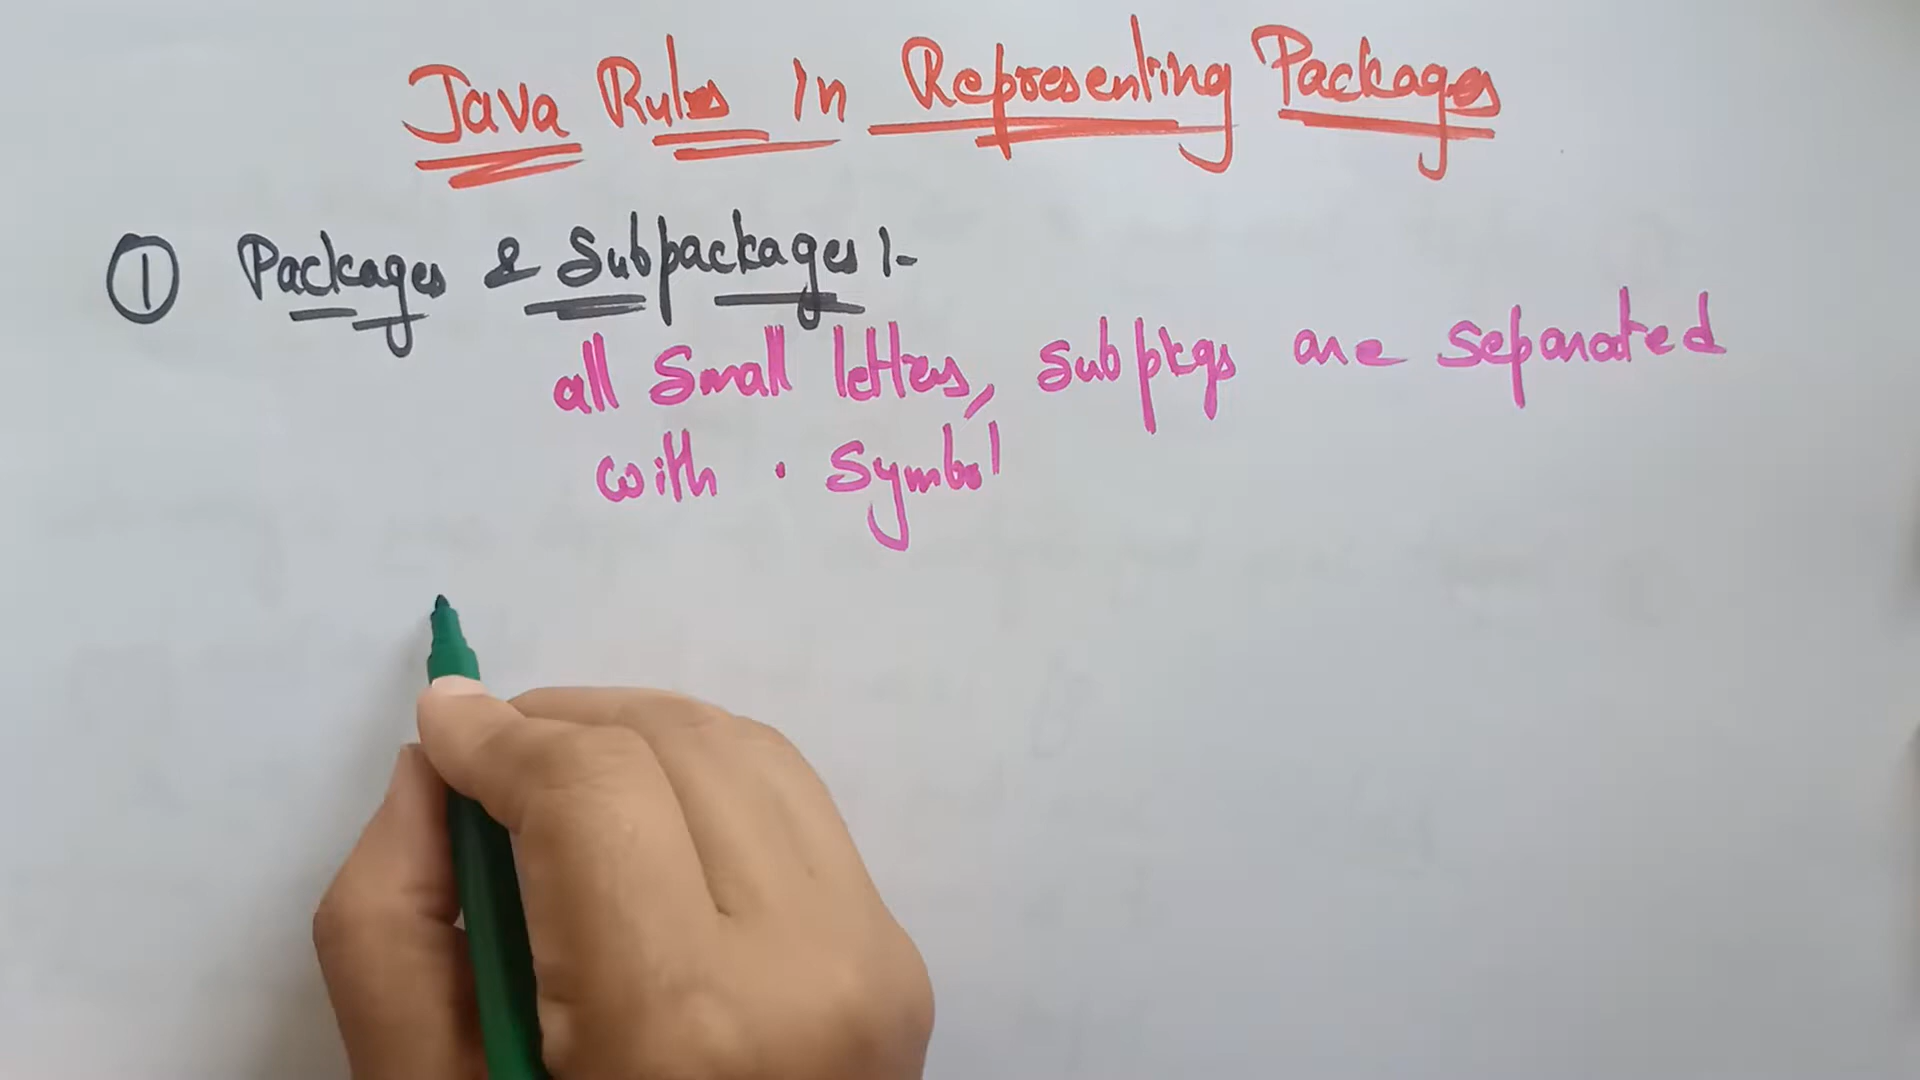 Java Rules in Representing Packages
① Packages & Subpackages :-
all small letters, subpkgs are separated
with . symbol